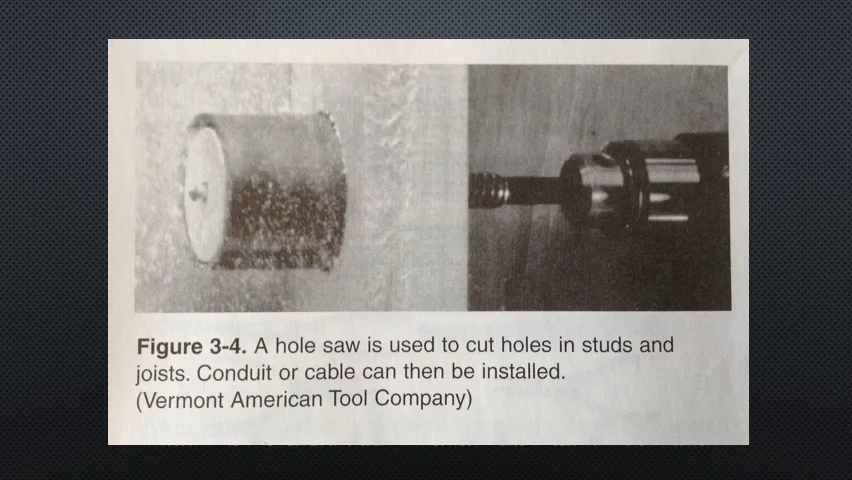 Figure 3-4. A hole saw is used to cut holes in studs and
joists. Conduit or cable can then be installed.
(Vermont American Tool Company)